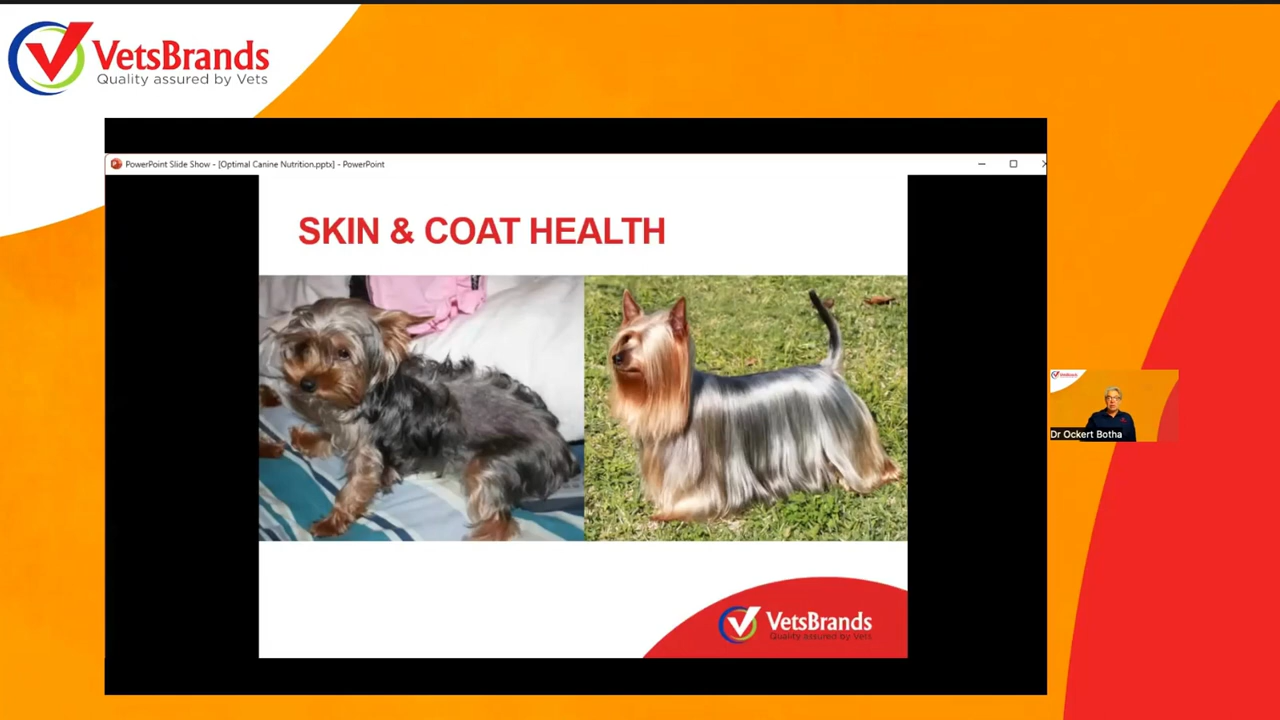 VetsBrands
Quality assured by Vets
PowerPoint Slide Show - [Optimal Canine Nutrition.pptx] - PowerPoint
SKIN & COAT HEALTH
Dr Ockert Botha
VetsBrands
Quality assured by Vets